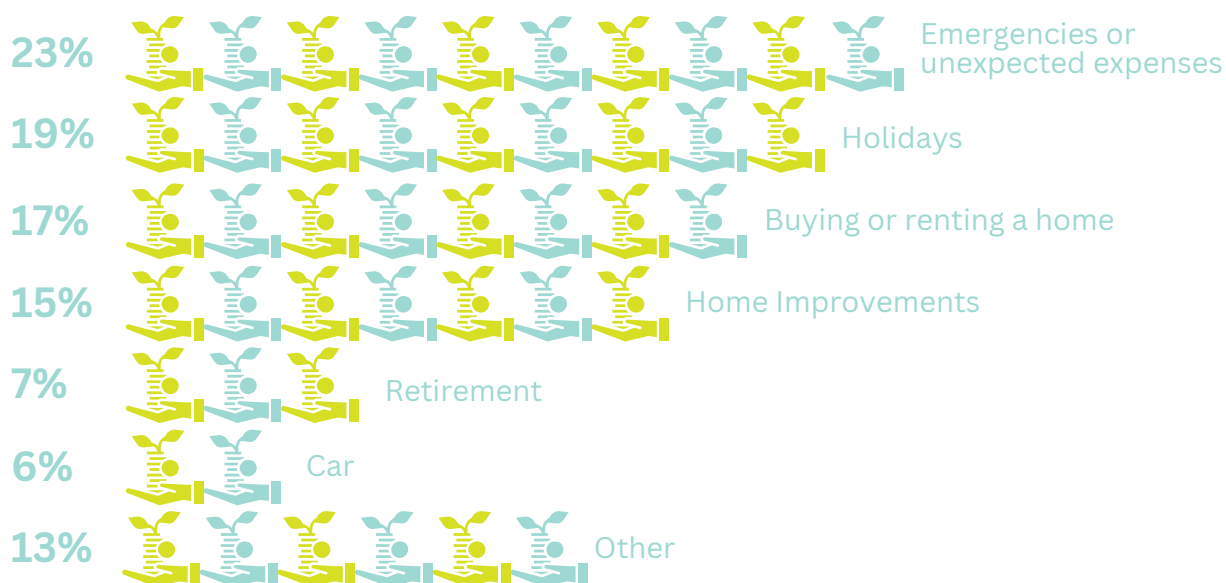 23%
Emergencies or
unexpected expenses
19%
Holidays
17%
Buying or renting a home
15%
Home Improvements
7%
Retirement
6%
Car
13%
Other